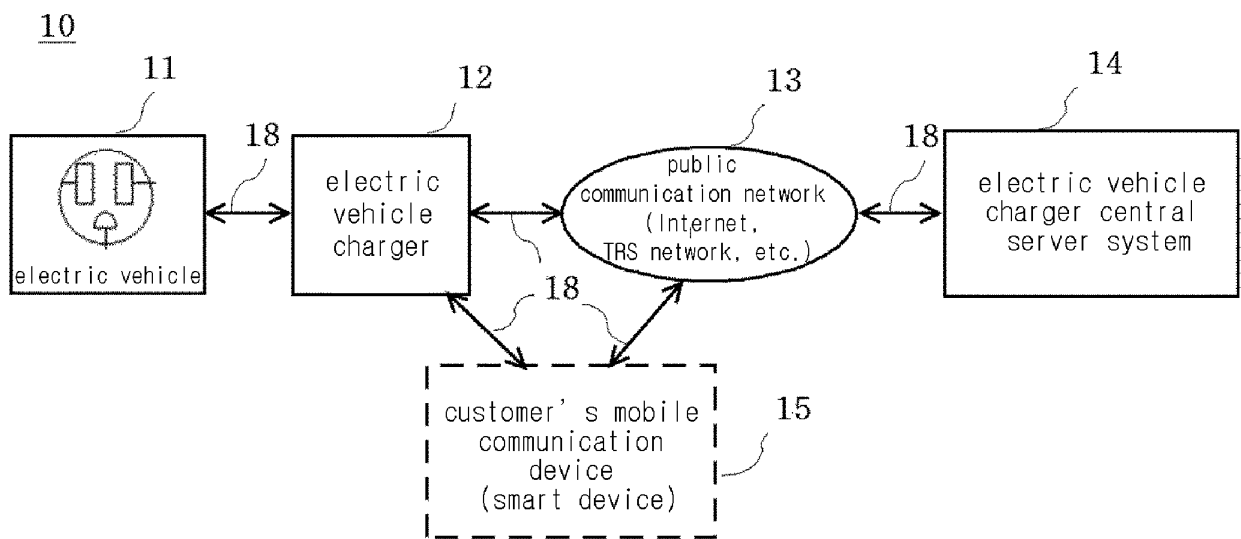 10
11
12
13
14
18
18
electric vehicle
electric
vehicle
charger
public
communication network
(Internet,
TRS network, etc.)
electric vehicle
charger central
server system
18
15
customer's mobile
communication
device
(smart device)